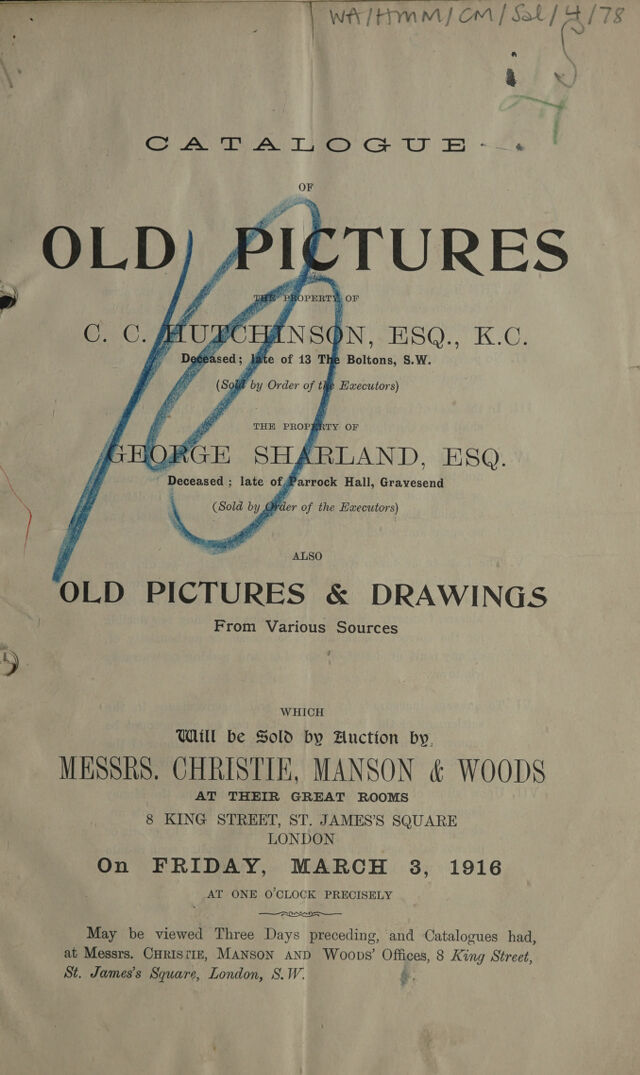 WA/HMM/CM/Sal/4/78
CATALOGUE
OF
OLD PICTURES
THE PROPERTY OF
C. C. HUTCHINSON, ESQ., K.C.
Deceased; late of 13 The Boltons, S.W.
(Sold by Order of the Executors)
THE PROPERTY OF
GEORGE SHARLAND, ESQ.
Deceased; late of Parrock Hall, Gravesend
(Sold by Order of the Executors)
ALSO
OLD PICTURES & DRAWINGS
From Various Sources
WHICH
Will be Sold by Auction by
MESSRS. CHRISTIE, MANSON & WOODS
AT THEIR GREAT ROOMS
8 KING STREET, ST. JAMES'S SQUARE
LONDON
On FRIDAY, MARCH 3, 1916
AT ONE O'CLOCK PRECISELY
May be viewed Three Days preceding, and Catalogues had,
at Messrs. CHRISTIE, MANSON AND WOODS' Offices, 8 King Street,
St. James's Square, London, S.W.